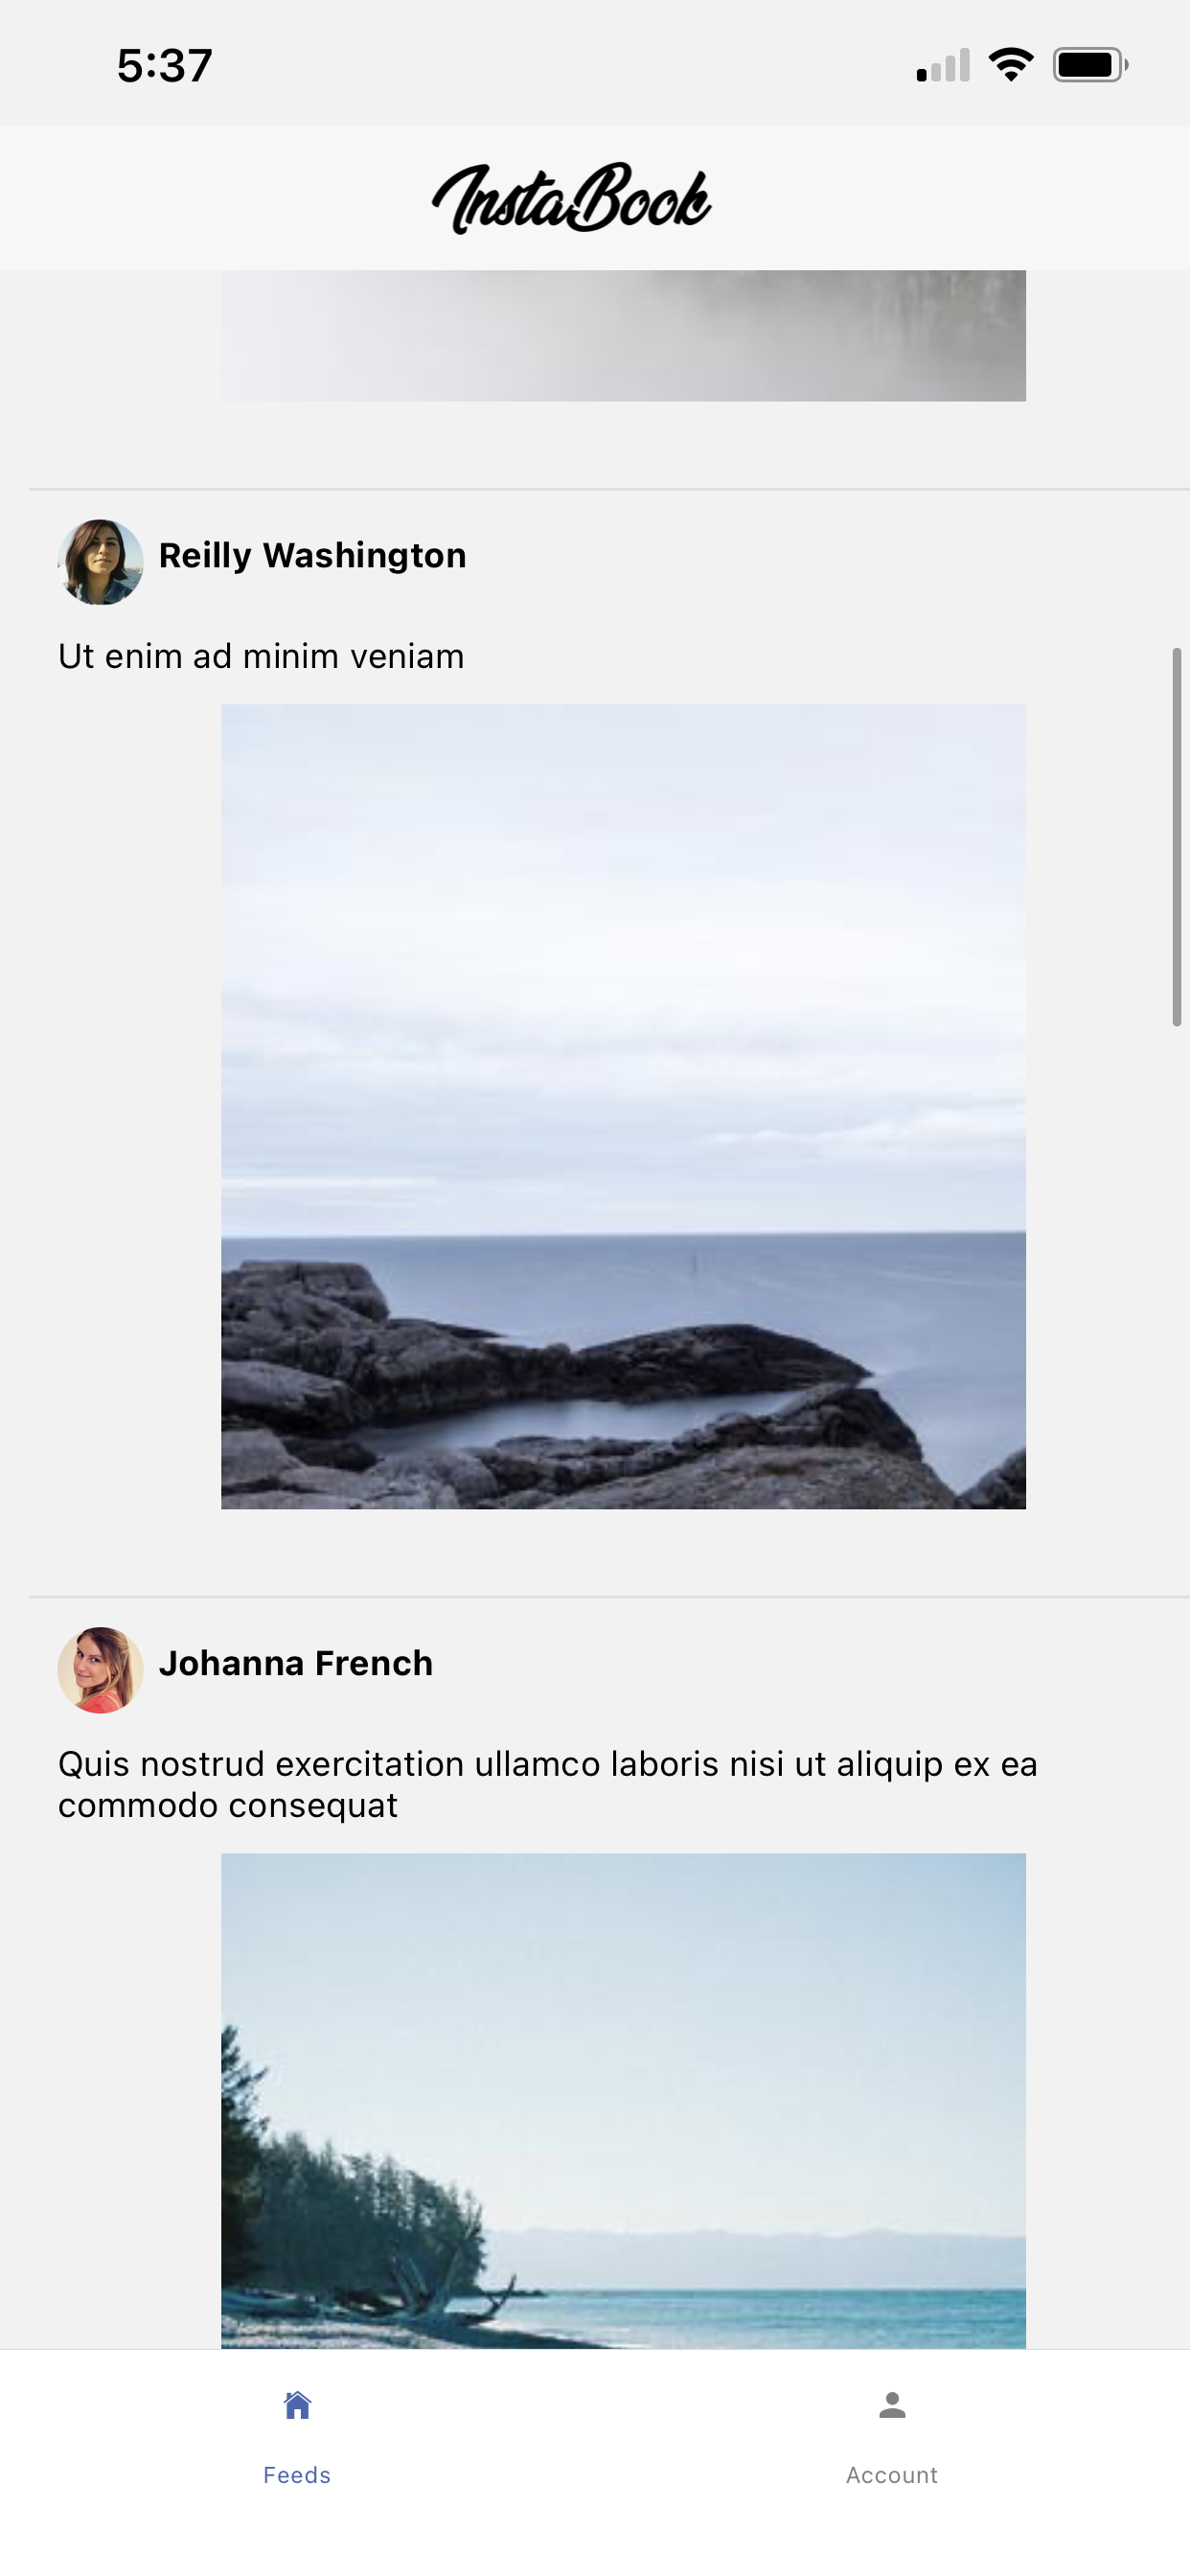 5:37
InstaBook
Reilly Washington
Ut enim ad minim veniam
Johanna French
Quis nostrud exercitation ullamco laboris nisi ut aliquip ex ea
commodo consequat
Feeds
Account